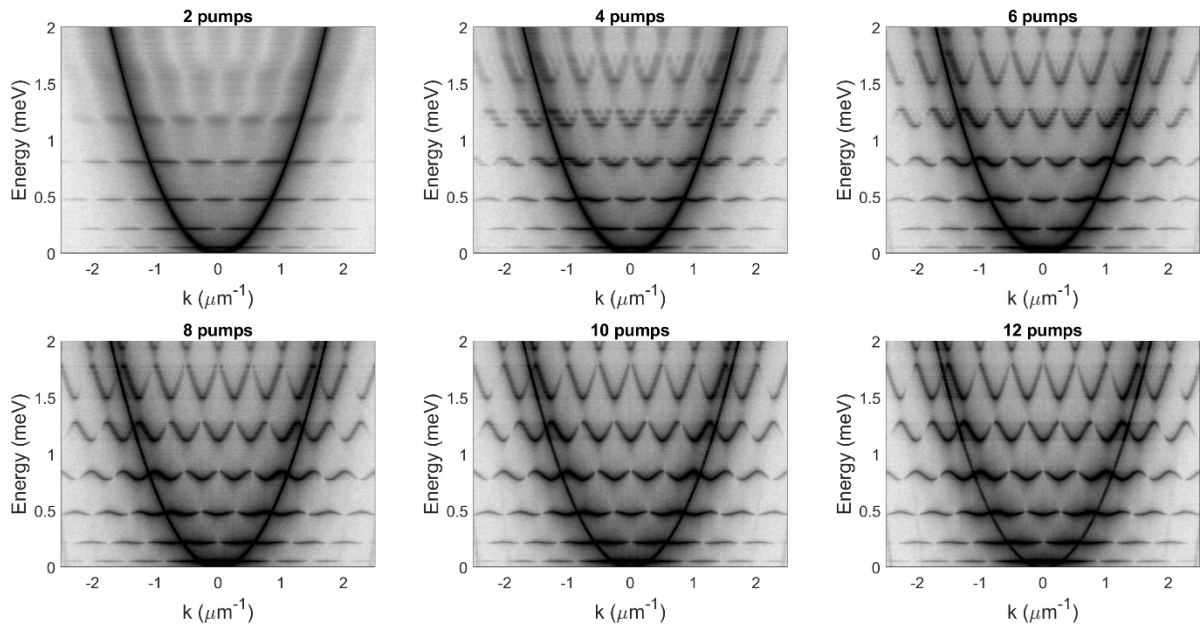 2 pumps
4 pumps
6 pumps
2
1.5
1
0.5
0
Energy (meV)
-2 -1 0 1 2
k (μm⁻¹)
2
1.5
1
0.5
0
Energy (meV)
-2 -1 0 1 2
k (μm⁻¹)
2
1.5
1
0.5
0
Energy (meV)
-2 -1 0 1 2
k (μm⁻¹)
8 pumps
10 pumps
12 pumps
2
1.5
1
0.5
0
Energy (meV)
-2 -1 0 1 2
k (μm⁻¹)
2
1.5
1
0.5
0
Energy (meV)
-2 -1 0 1 2
k (μm⁻¹)
2
1.5
1
0.5
0
Energy (meV)
-2 -1 0 1 2
k (μm⁻¹)